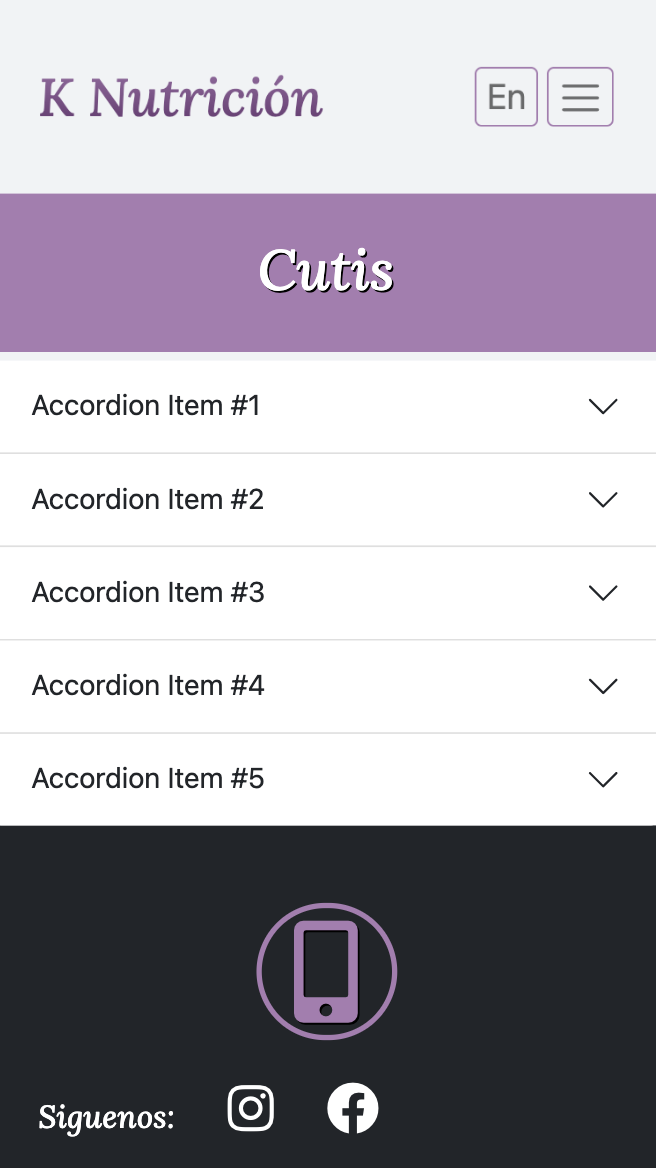 K Nutrición
En
Cutis
Accordion Item #1
Accordion Item #2
Accordion Item #3
Accordion Item #4
Accordion Item #5
Siguenos: